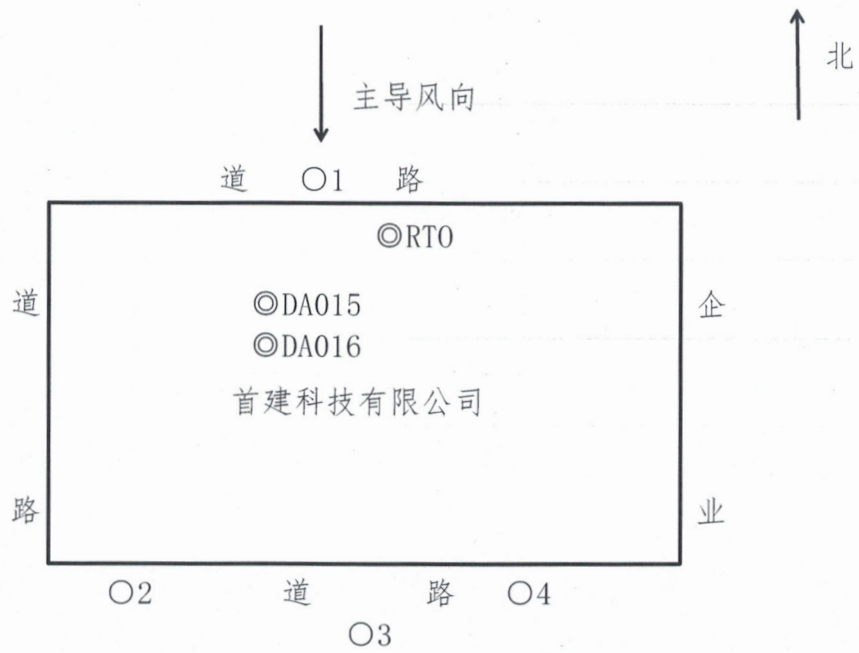 北
主导风向
道 ○1 路
◎RTO
道
◎DA015
企
◎DA016
首建科技有限公司
路
业
○2 道 路 ○4
○3